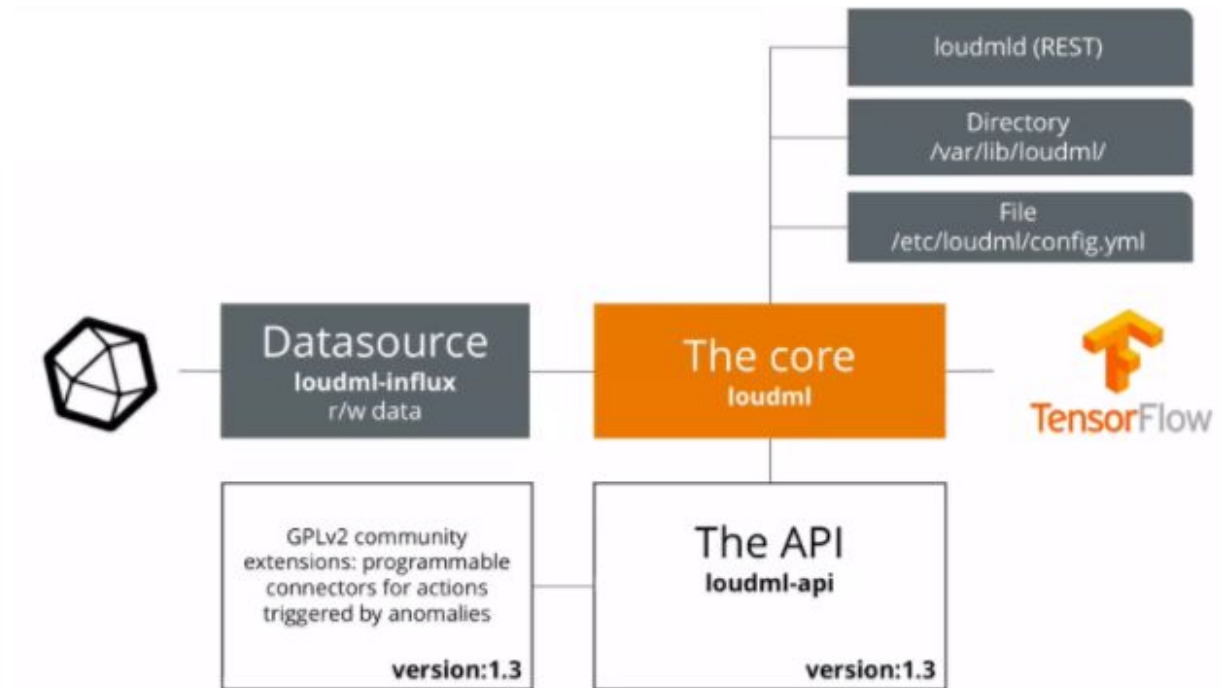 loudmld (REST)
Directory
/var/lib/loudml/
File
/etc/loudml/config.yml
Datasource
loudml-influx
r/w data
The core
loudml
TensorFlow
GPLv2 community
extensions: programmable
connectors for actions
triggered by anomalies
version:1.3
The API
loudml-api
version:1.3